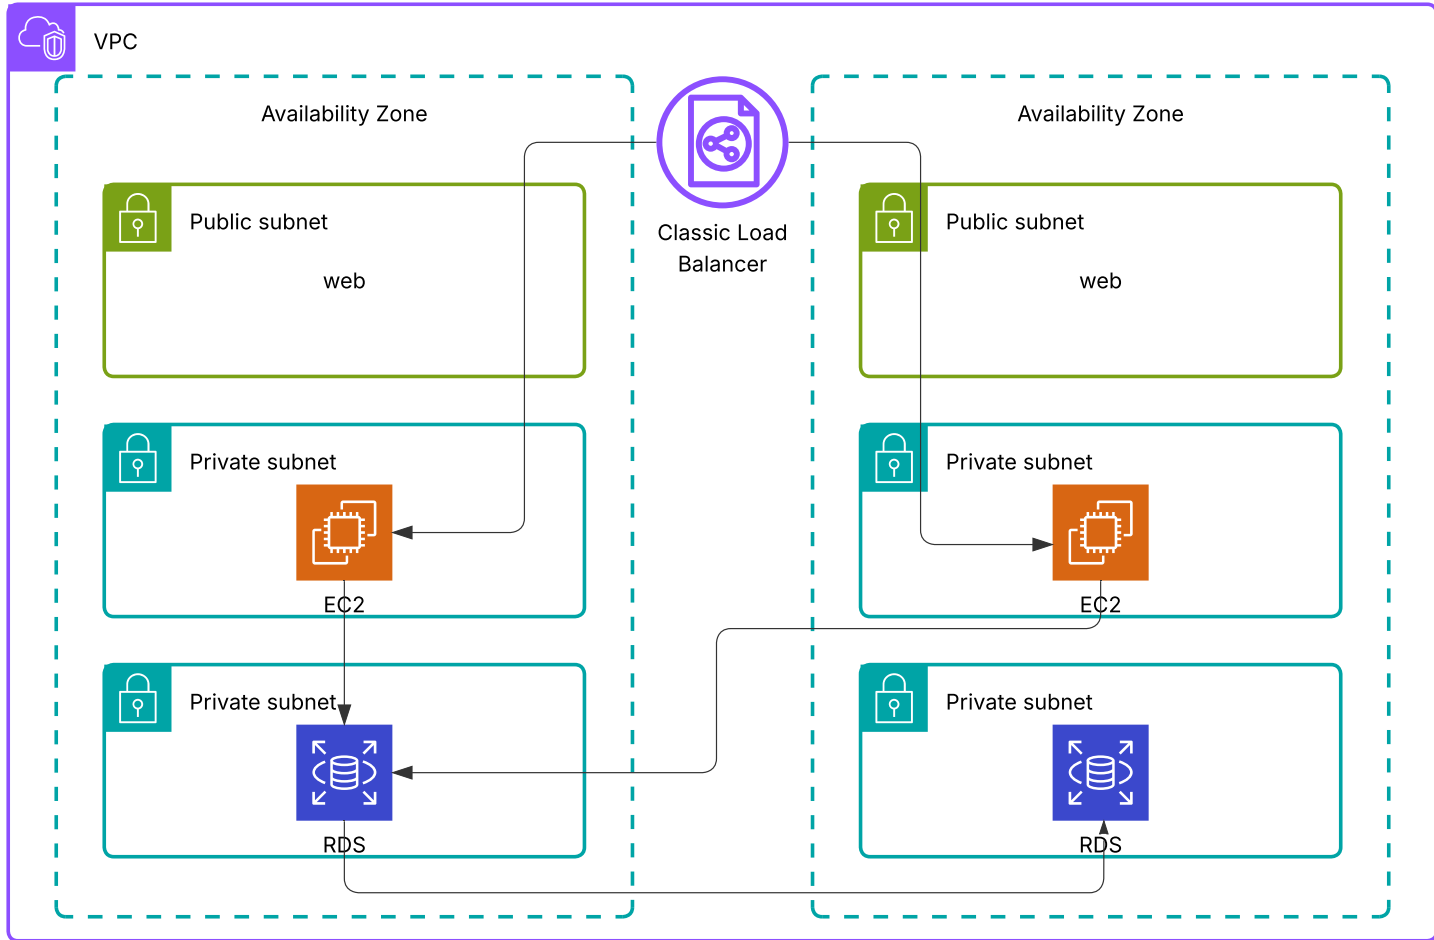 VPC
Availability Zone
Public subnet
web
Private subnet
EC2
Private subnet
RDS
Classic Load
Balancer
Availability Zone
Public subnet
web
Private subnet
EC2
Private subnet
RDS